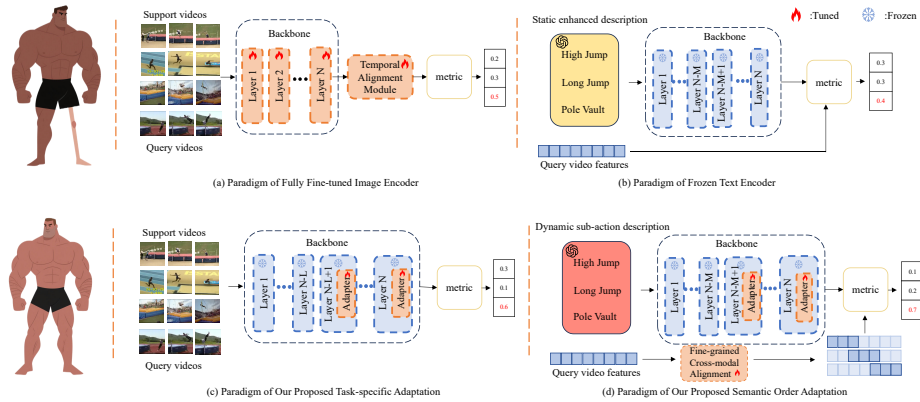 Support videos
Backbone
Layer 1
Layer 2
Layer N
Temporal
Alignment
Module
metric
0.2
0.3
0.5
Query videos
(a) Paradigm of Fully Fine-tuned Image Encoder
Static enhanced description
:Tuned
:Frozen
High Jump
Long Jump
Pole Vault
Backbone
Layer 1
Layer N-M
Layer N-M+1
Layer N
metric
0.3
0.3
0.4
Query video features
(b) Paradigm of Frozen Text Encoder
Support videos
Backbone
Layer 1
Layer N-L
Layer N-L+1
Adapter
Layer N
Adapter
metric
0.3
0.1
0.6
Query videos
(c) Paradigm of Our Proposed Task-specific Adaptation
Dynamic sub-action description
High Jump
Long Jump
Pole Vault
Backbone
Layer 1
Layer N-M
Layer N-M+1
Adapter
Layer N
Adapter
metric
0.1
0.2
0.7
Query video features
Fine-grained
Cross-modal
Alignment
(d) Paradigm of Our Proposed Semantic Order Adaptation